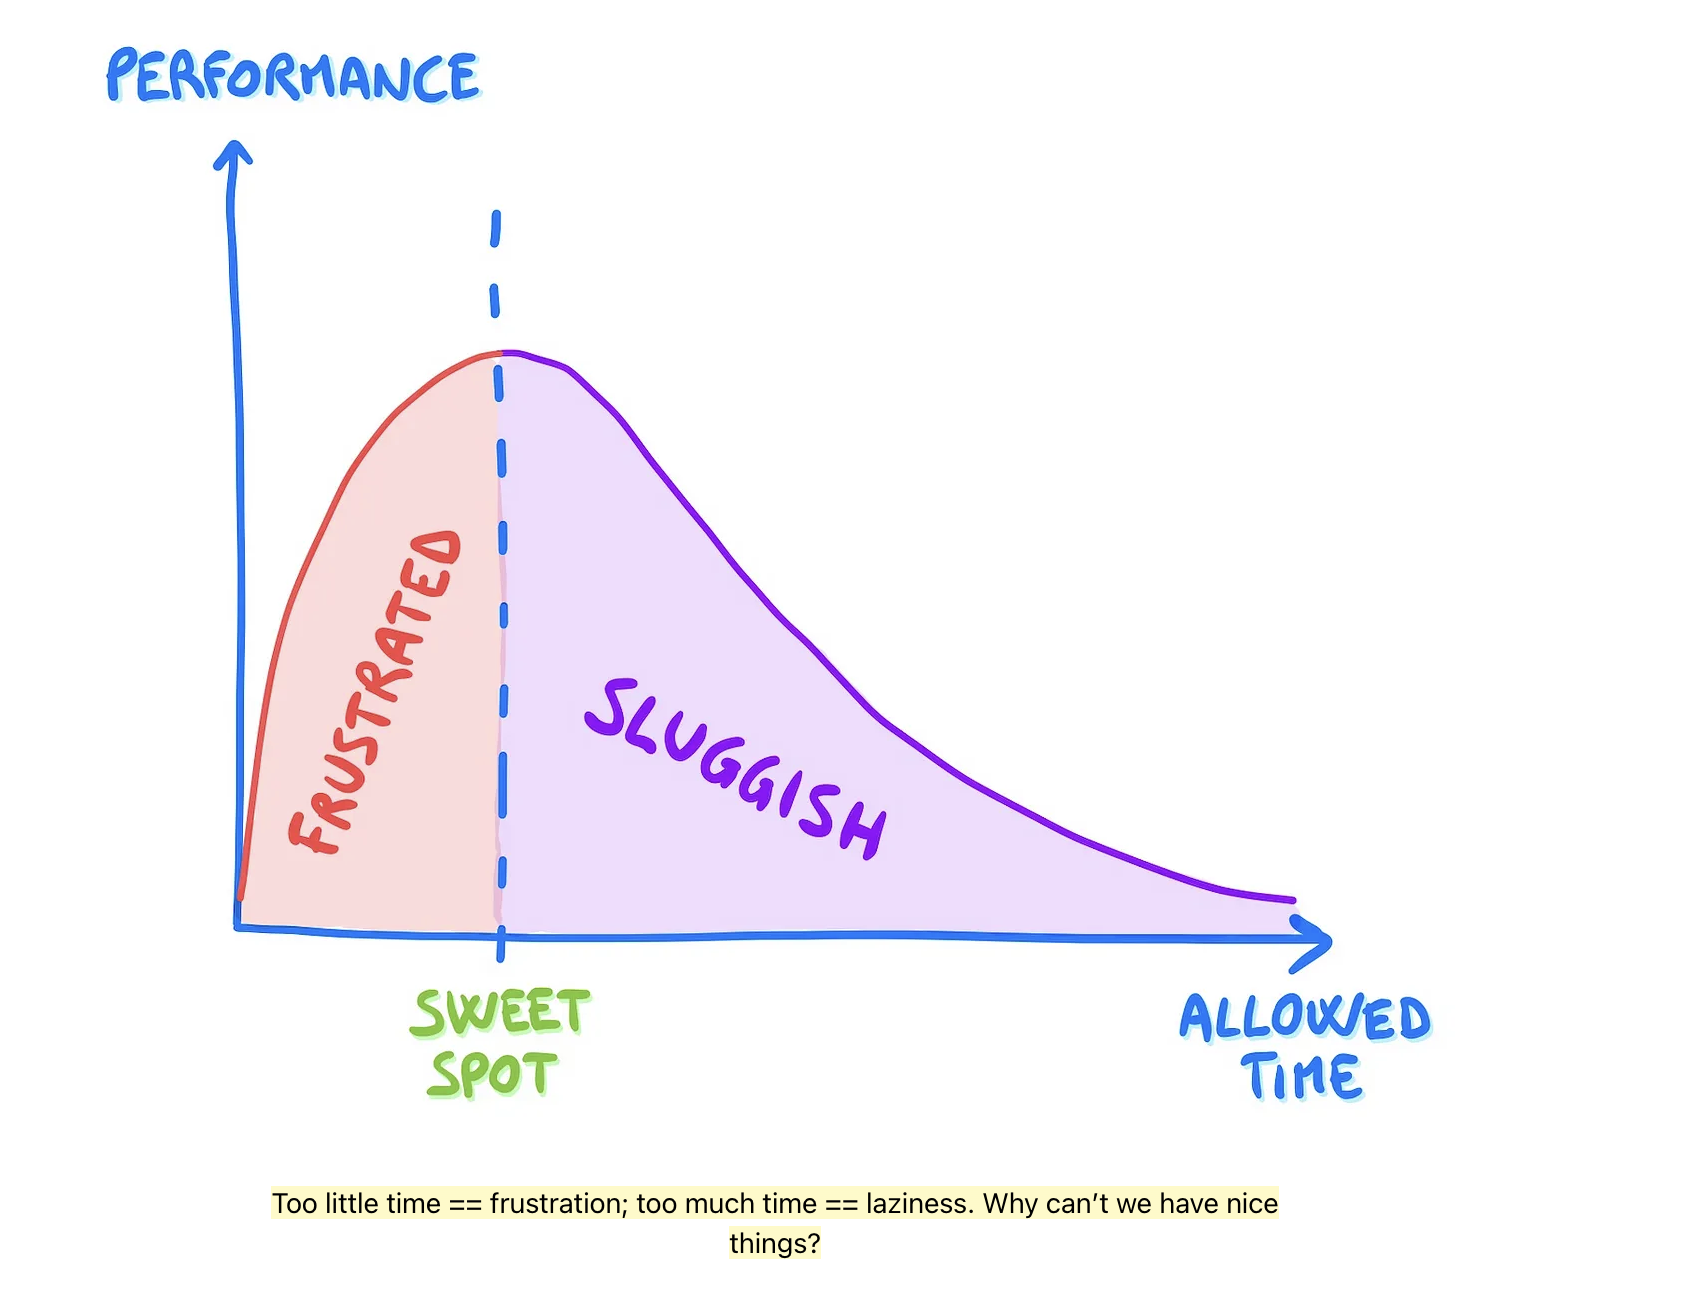 PERFORMANCE
FRUSTRATED
SLUGGISH
SWEET
SPOT
ALLOWED
TIME
Too little time == frustration; too much time == laziness. Why can’t we have nice
things?